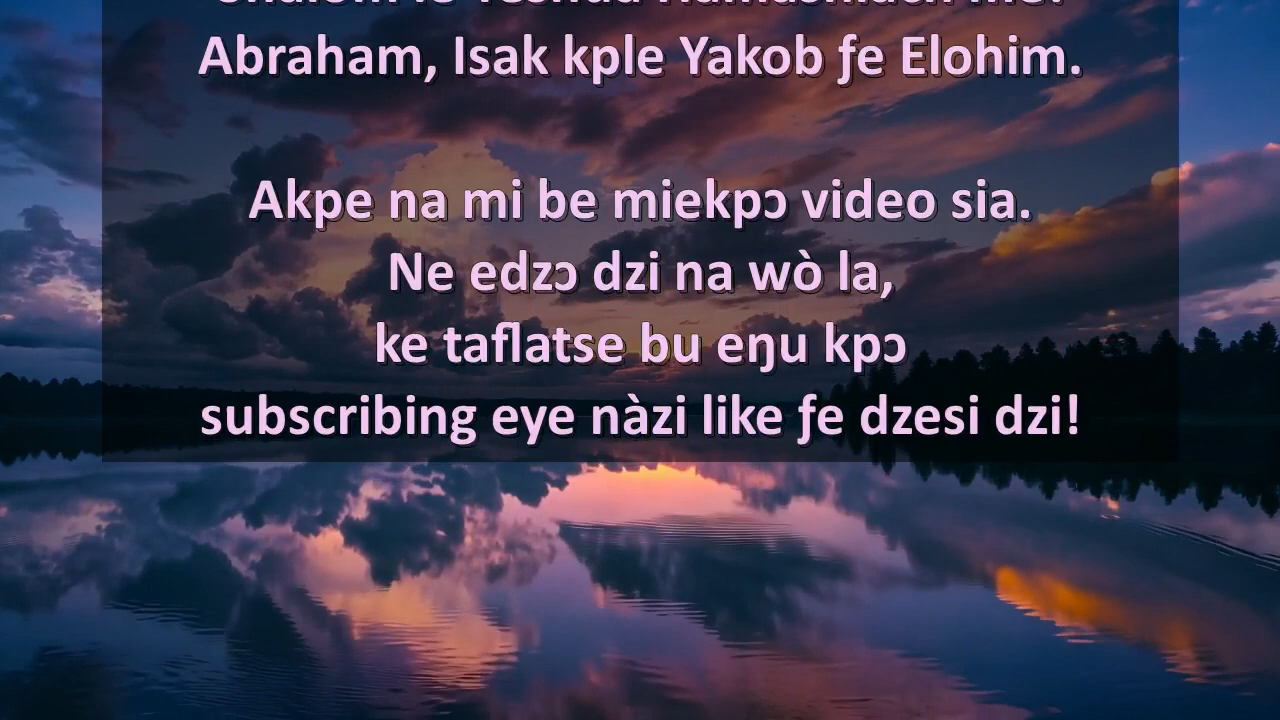 Abraham, Isak kple Yakob ƒe Elohim.
Akpe na mi be miekpɔ video sia.
Ne edzɔ dzi na wò la,
ke taflatse bu eŋu kpɔ
subscribing eye nàzi like ƒe dzesi dzi!